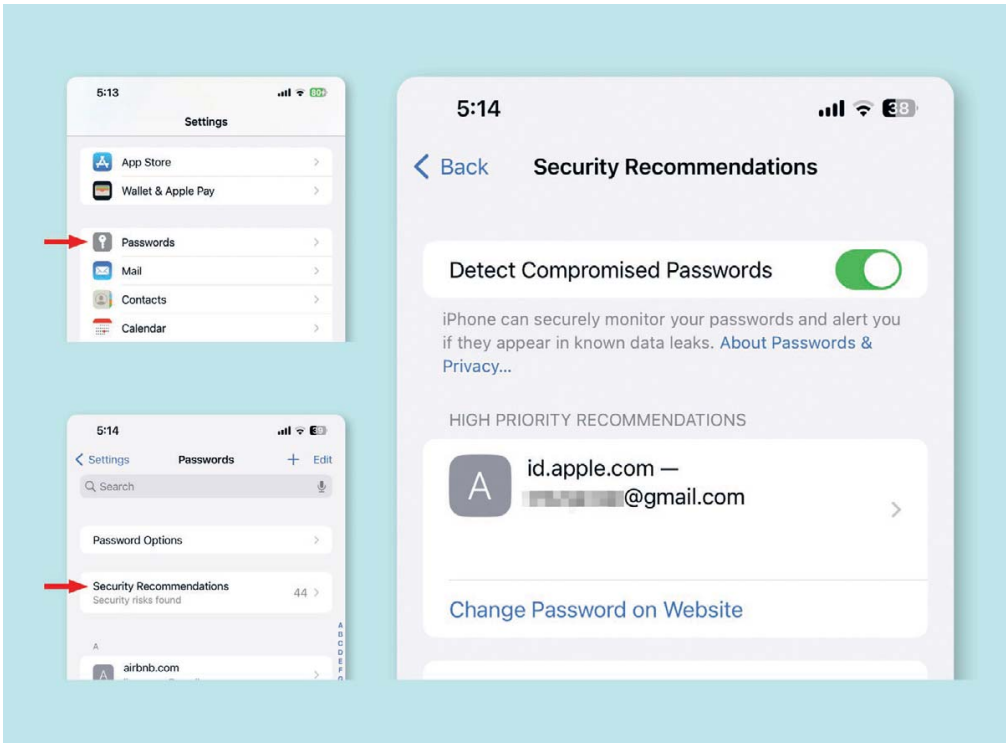 5:13
80+
Settings
App Store
Wallet & Apple Pay
Passwords
Mail
Contacts
Calendar
5:14
Settings
Passwords
+ Edit
Search
Password Options
Security Recommendations
44
Security risks found
A
A
B
C
D
E
F
G
A
airbnb.com
5:14
38
Back
Security Recommendations
Detect Compromised Passwords
iPhone can securely monitor your passwords and alert you
if they appear in known data leaks. About Passwords &
Privacy...
HIGH PRIORITY RECOMMENDATIONS
A
id.apple.com —
@gmail.com
Change Password on Website